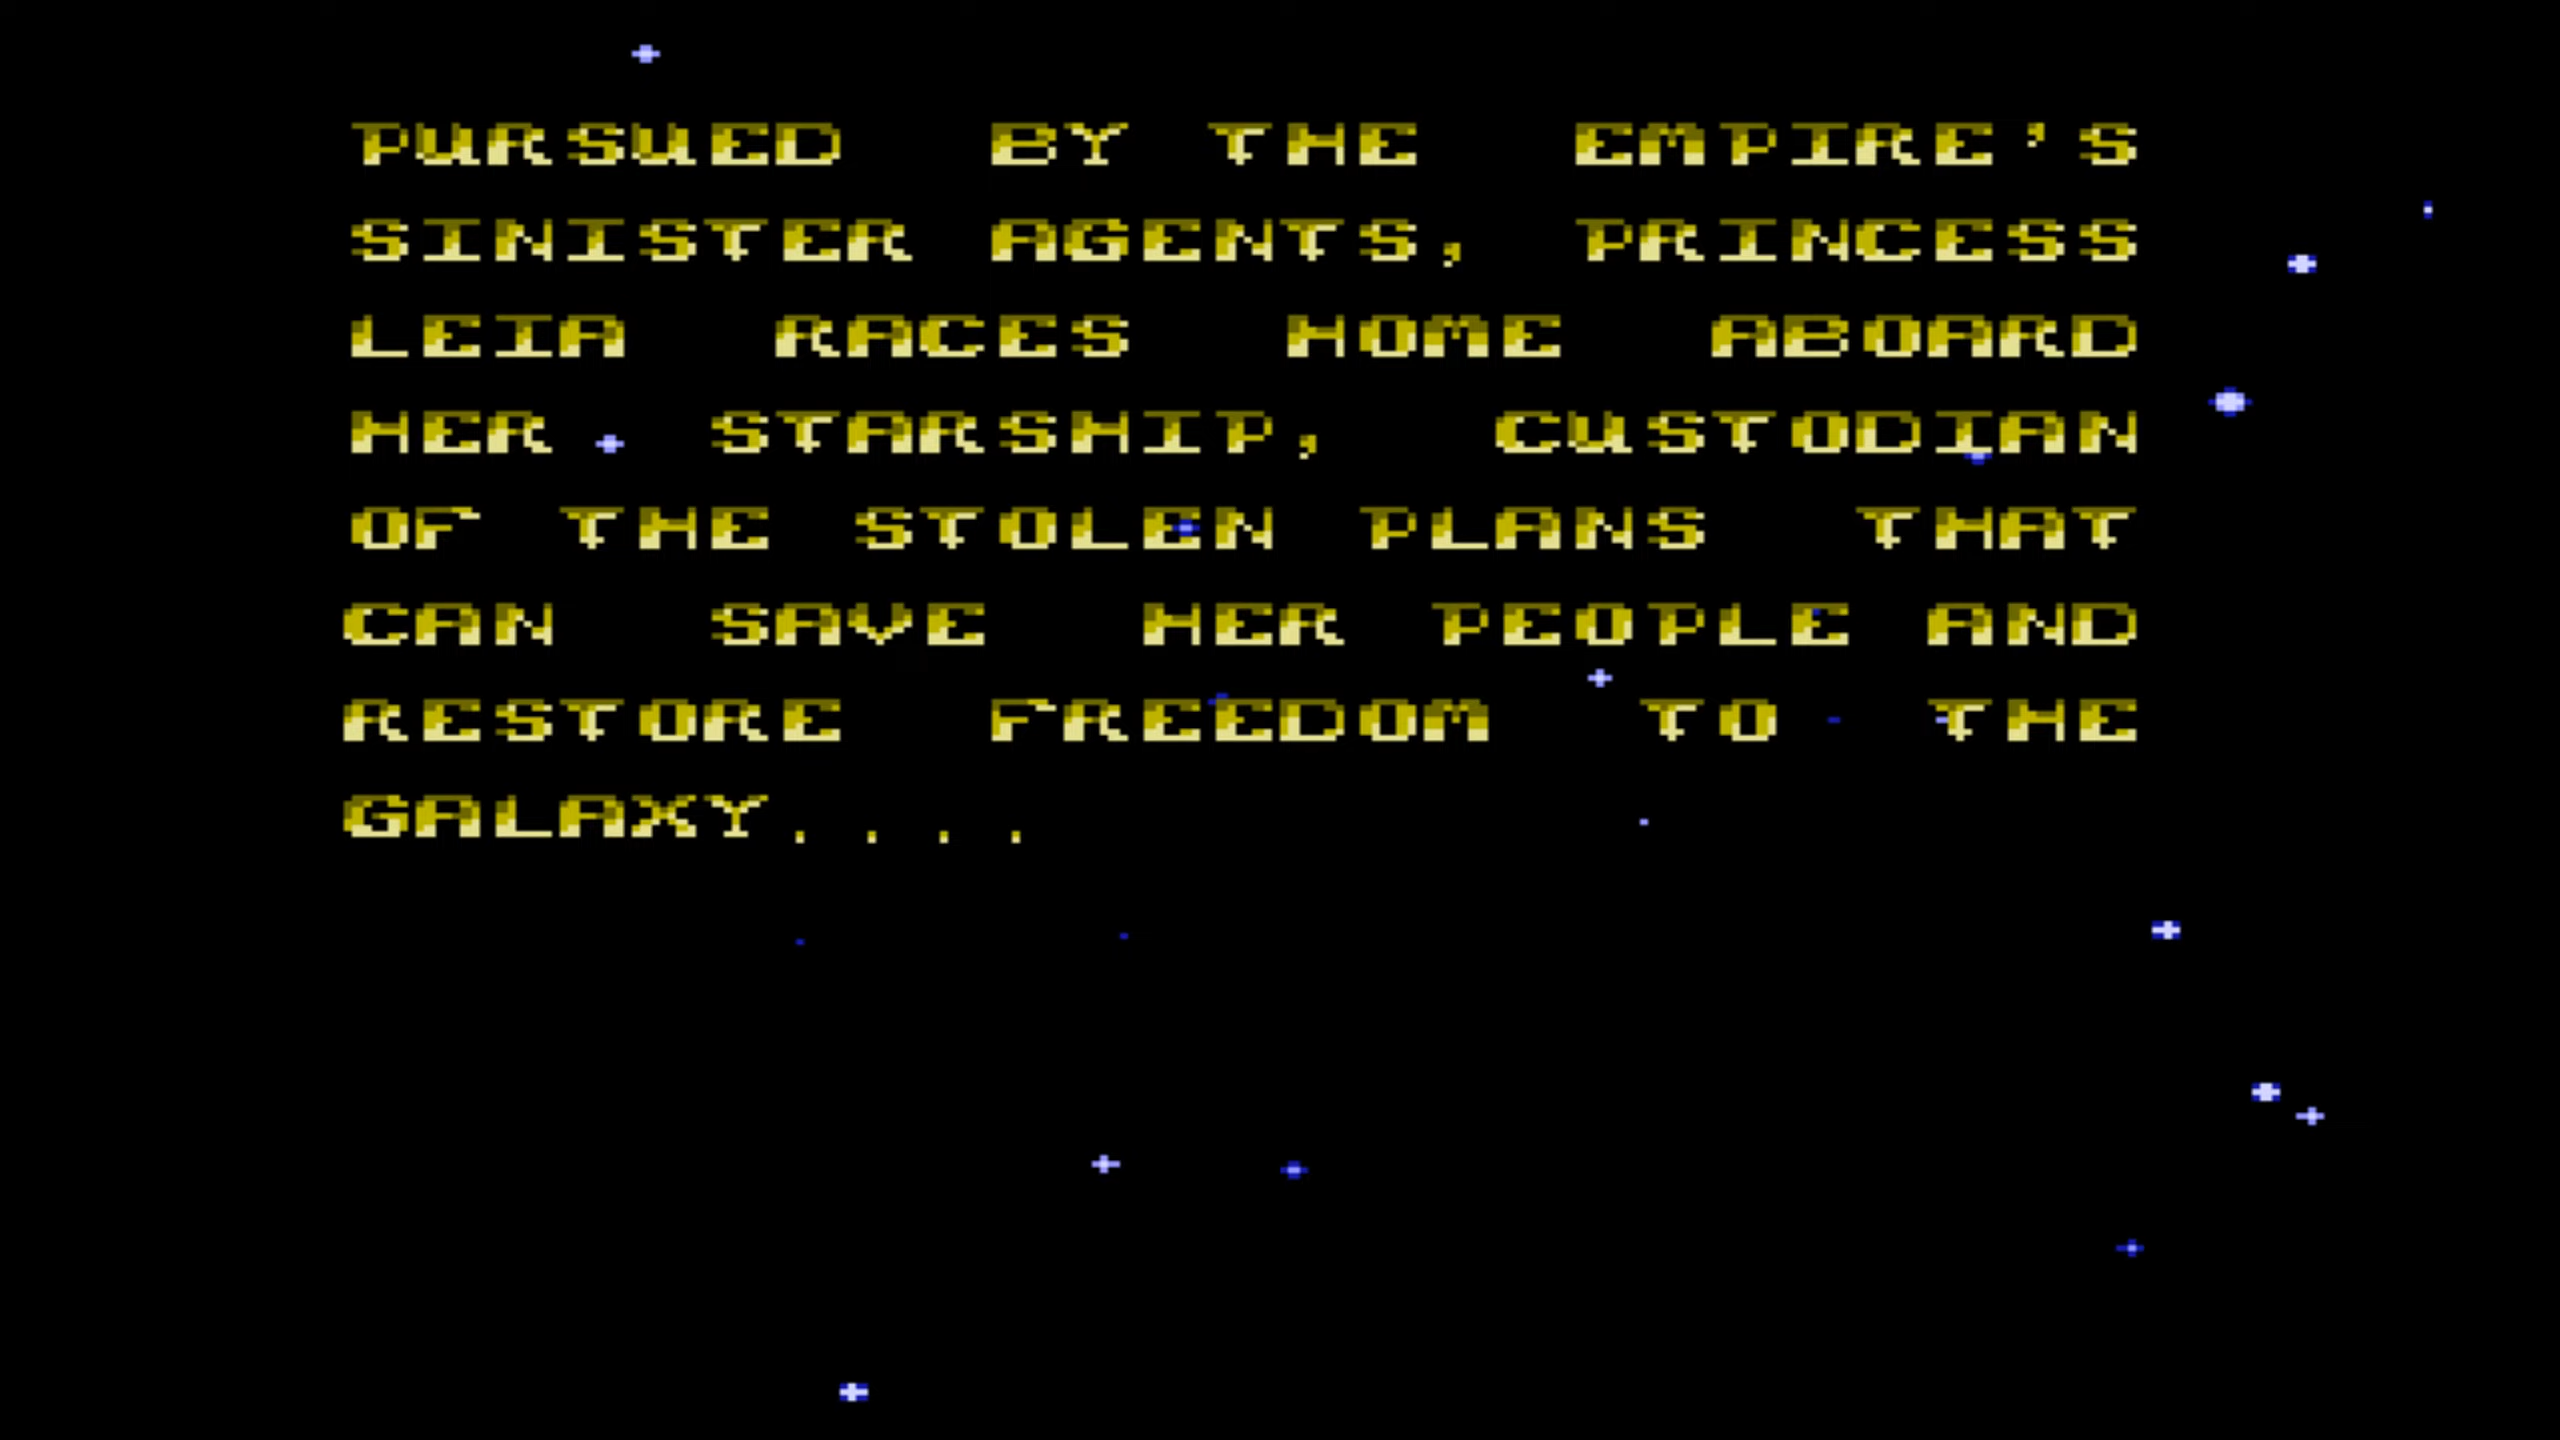 PURSUED BY THE EMPIRE'S
SINISTER AGENTS, PRINCESS
LEIA RACES HOME ABOARD
HER STARSHIP, CUSTODIAN
OF THE STOLEN PLANS THAT
CAN SAVE HER PEOPLE AND
RESTORE FREEDOM TO THE
GALAXY....